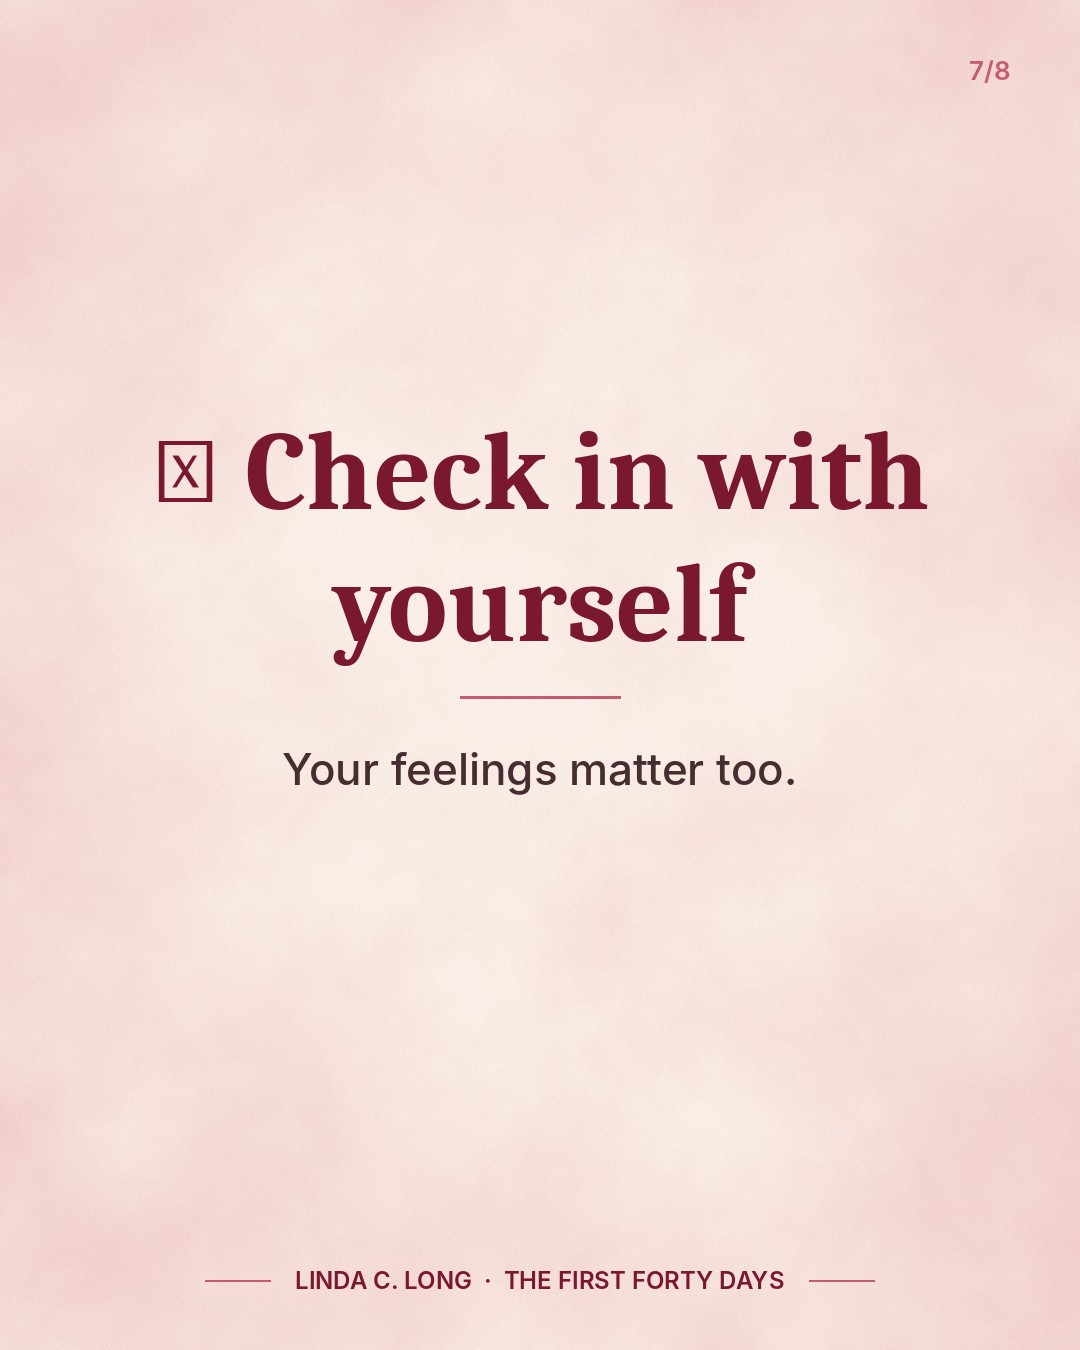 7/8
Check in with
yourself
Your feelings matter too.
LINDA C. LONG · THE FIRST FORTY DAYS